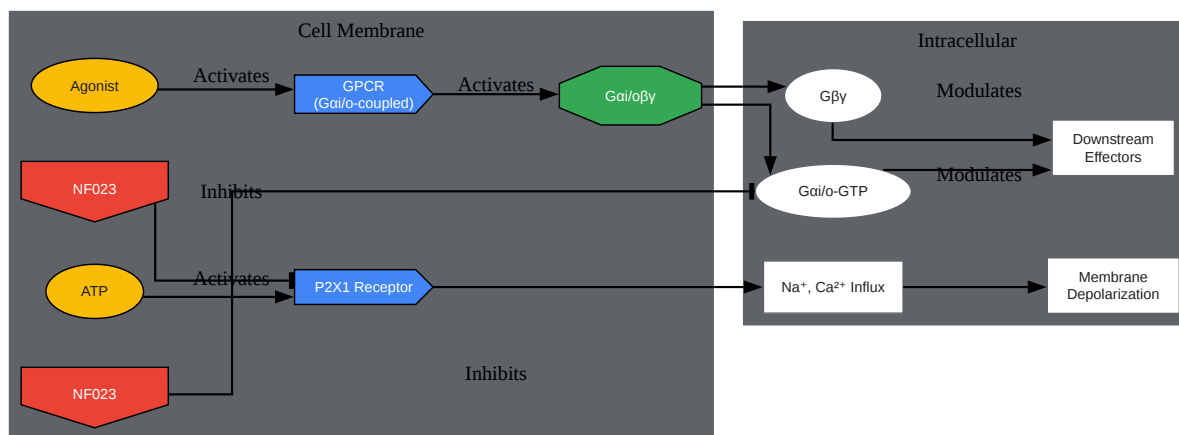 Cell Membrane
Intracellular
Agonist
Activates
GPCR
(Gαi/o-coupled)
Activates
Gαi/oβγ
Gβγ
Modulates
Downstream
Effectors
NF023
Inhibits
Gαi/o-GTP
Modulates
ATP
Activates
P2X1 Receptor
Na⁺, Ca²⁺ Influx
Membrane
Depolarization
NF023
Inhibits